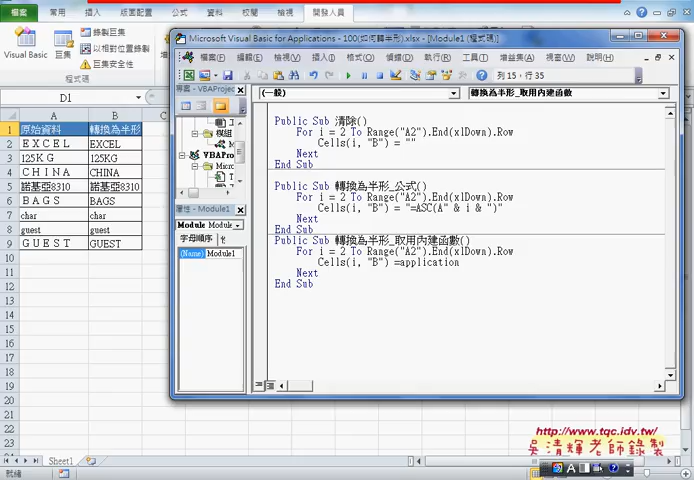 檔案 常用 插入 版面配置 公式 資料 校閱 檢視 開發人員
Visual Basic 巨集 錄製巨集
以相對位置錄製
巨集安全性
程式碼
D1
A B C
1 原始資料 轉換為半形
2 ＥＸＣＥＬ EXCEL
3 125ＫＧ 125KG
4 ＣＨＩＮＡ CHINA
5 諾基亞8310 諾基亞8310
6 ＢＡＧＳ BAGS
7 char char
8 guest guest
9 ＧＵＥＳＴ GUEST
10
11
12
13
14
15
16
17
18
19
20
21
22
23
Sheet1
就緒
Microsoft Visual Basic for Applications - 100(如何轉半形).xlsx - [Module1 (程式碼)]
檔案(F) 編輯(E) 檢視(V) 插入(I) 格式(O) 偵錯(D) 執行(R) 工具(T) 增益集(A) 視窗(W) 說明(H)
列 15, 行 35
專案 - VBAProject
模組
VBAProj
Micros
屬性 - Module1
Module1 Module
字母順序
(Name) Module1
(一般) 轉換為半形_取用內建函數
Public Sub 清除()
For i = 2 To Range("A2").End(xlDown).Row
Cells(i, "B") = ""
Next
End Sub
Public Sub 轉換為半形_公式()
For i = 2 To Range("A2").End(xlDown).Row
Cells(i, "B") = "=ASC(A" & i & ")"
Next
End Sub
Public Sub 轉換為半形_取用內建函數()
For i = 2 To Range("A2").End(xlDown).Row
Cells(i, "B") =application
Next
End Sub
http://www.tqc.idv.tw/
吳清輝老師錄製